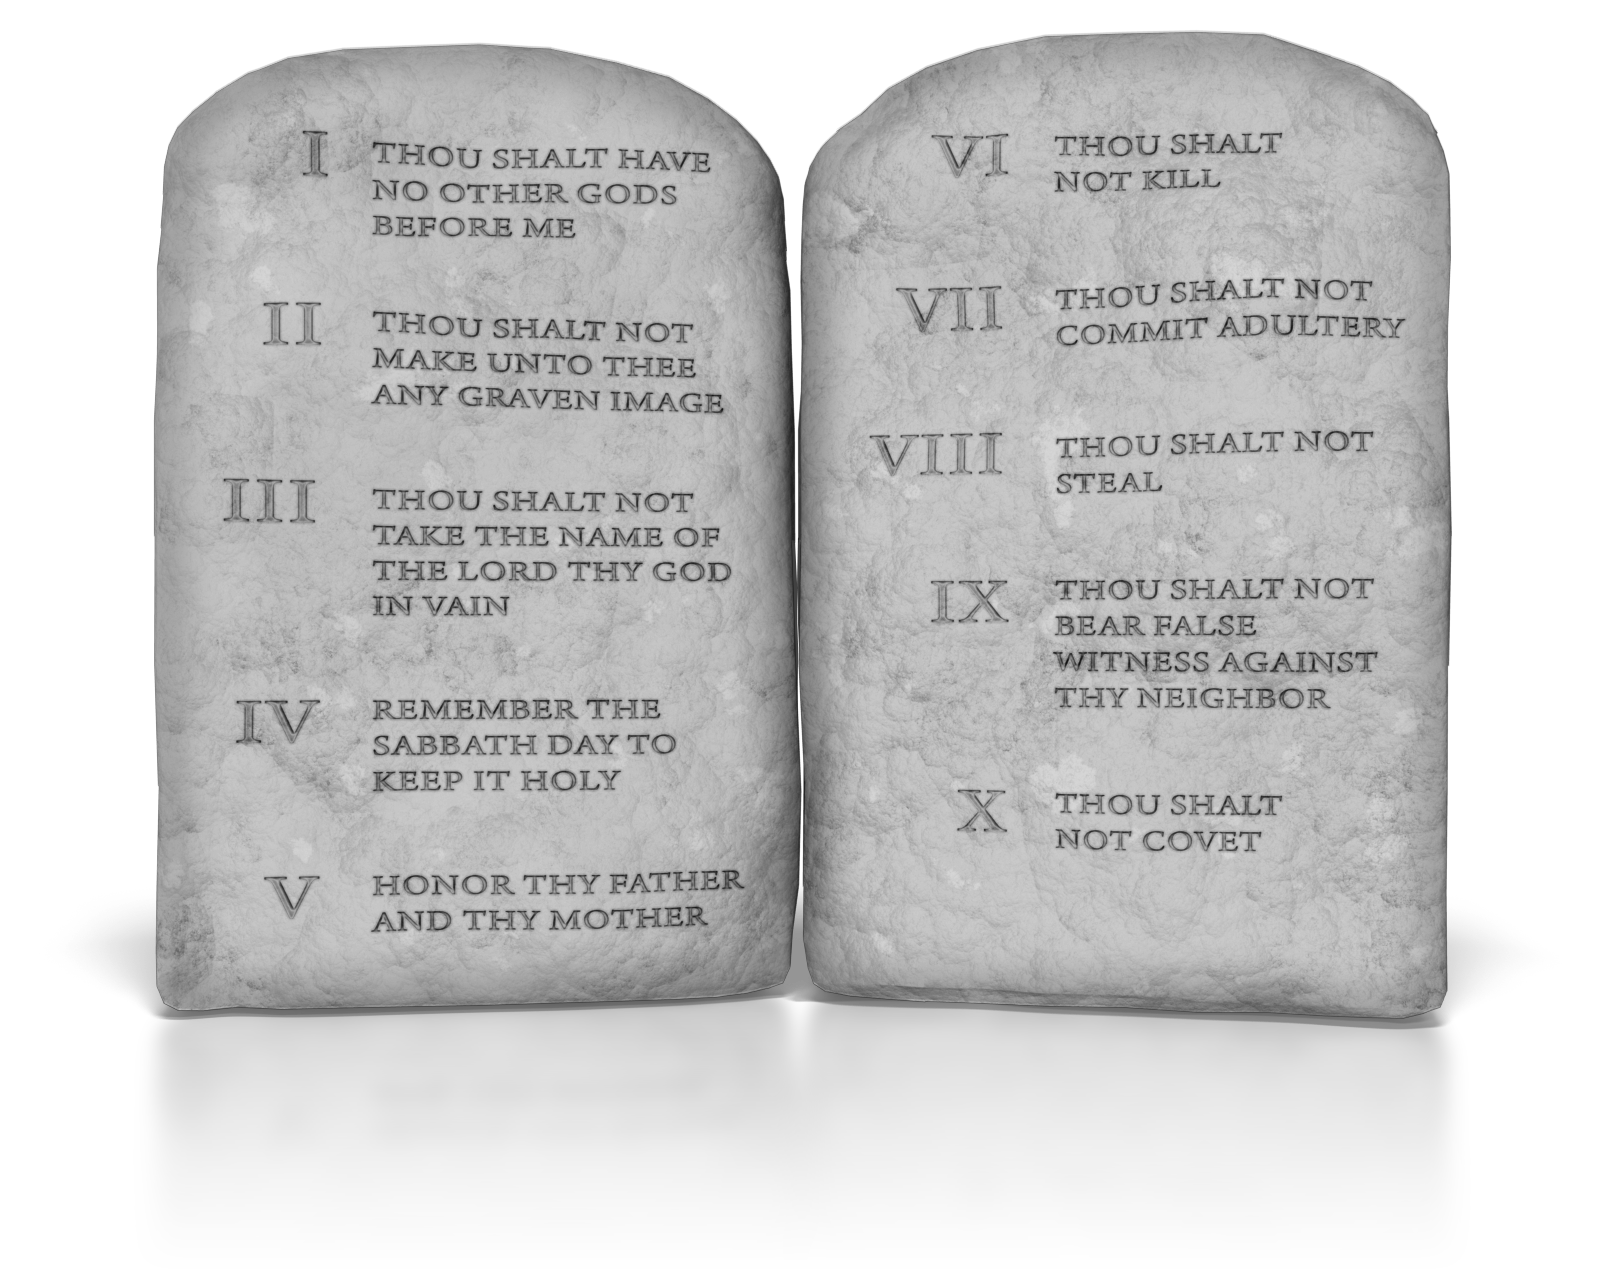 I THOU SHALT HAVE
NO OTHER GODS
BEFORE ME
II THOU SHALT NOT
MAKE UNTO THEE
ANY GRAVEN IMAGE
III THOU SHALT NOT
TAKE THE NAME OF
THE LORD THY GOD
IN VAIN
IV REMEMBER THE
SABBATH DAY TO
KEEP IT HOLY
V HONOR THY FATHER
AND THY MOTHER
VI THOU SHALT
NOT KILL
VII THOU SHALT NOT
COMMIT ADULTERY
VIII THOU SHALT NOT
STEAL
IX THOU SHALT NOT
BEAR FALSE
WITNESS AGAINST
THY NEIGHBOR
X THOU SHALT
NOT COVET